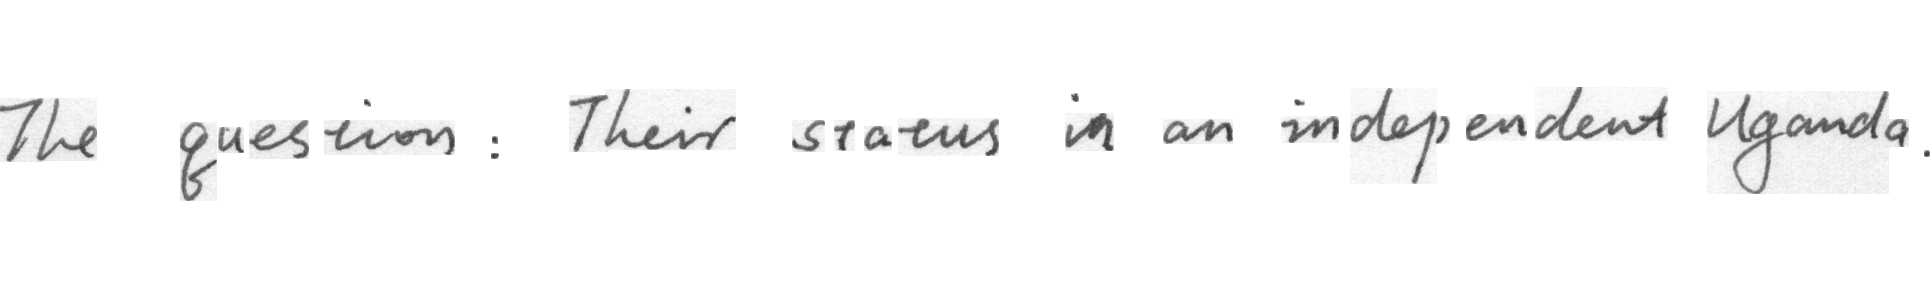 The question: Their status in an independent Uganda.